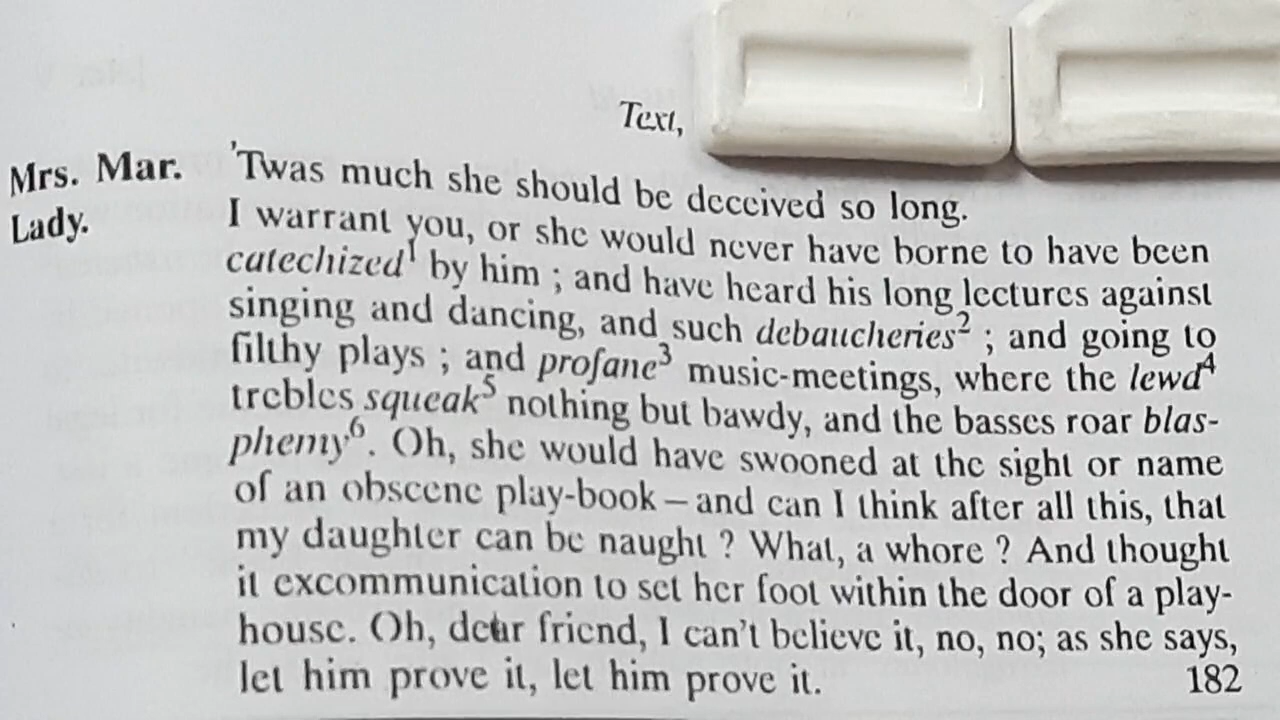 Text,
Mrs. Mar. 'Twas much she should be deceived so long.
Lady. I warrant you, or she would never have borne to have been
catechized¹ by him ; and have heard his long lectures against
singing and dancing, and such debaucheries² ; and going to
filthy plays ; and profane³ music-meetings, where the lewd⁴
trebles squeak⁵ nothing but bawdy, and the basses roar blas-
phemy⁶. Oh, she would have swooned at the sight or name
of an obscene play-book – and can I think after all this, that
my daughter can be naught ? What, a whore ? And thought
it excommunication to set her foot within the door of a play-
house. Oh, dear friend, I can't believe it, no, no; as she says,
let him prove it, let him prove it. 182